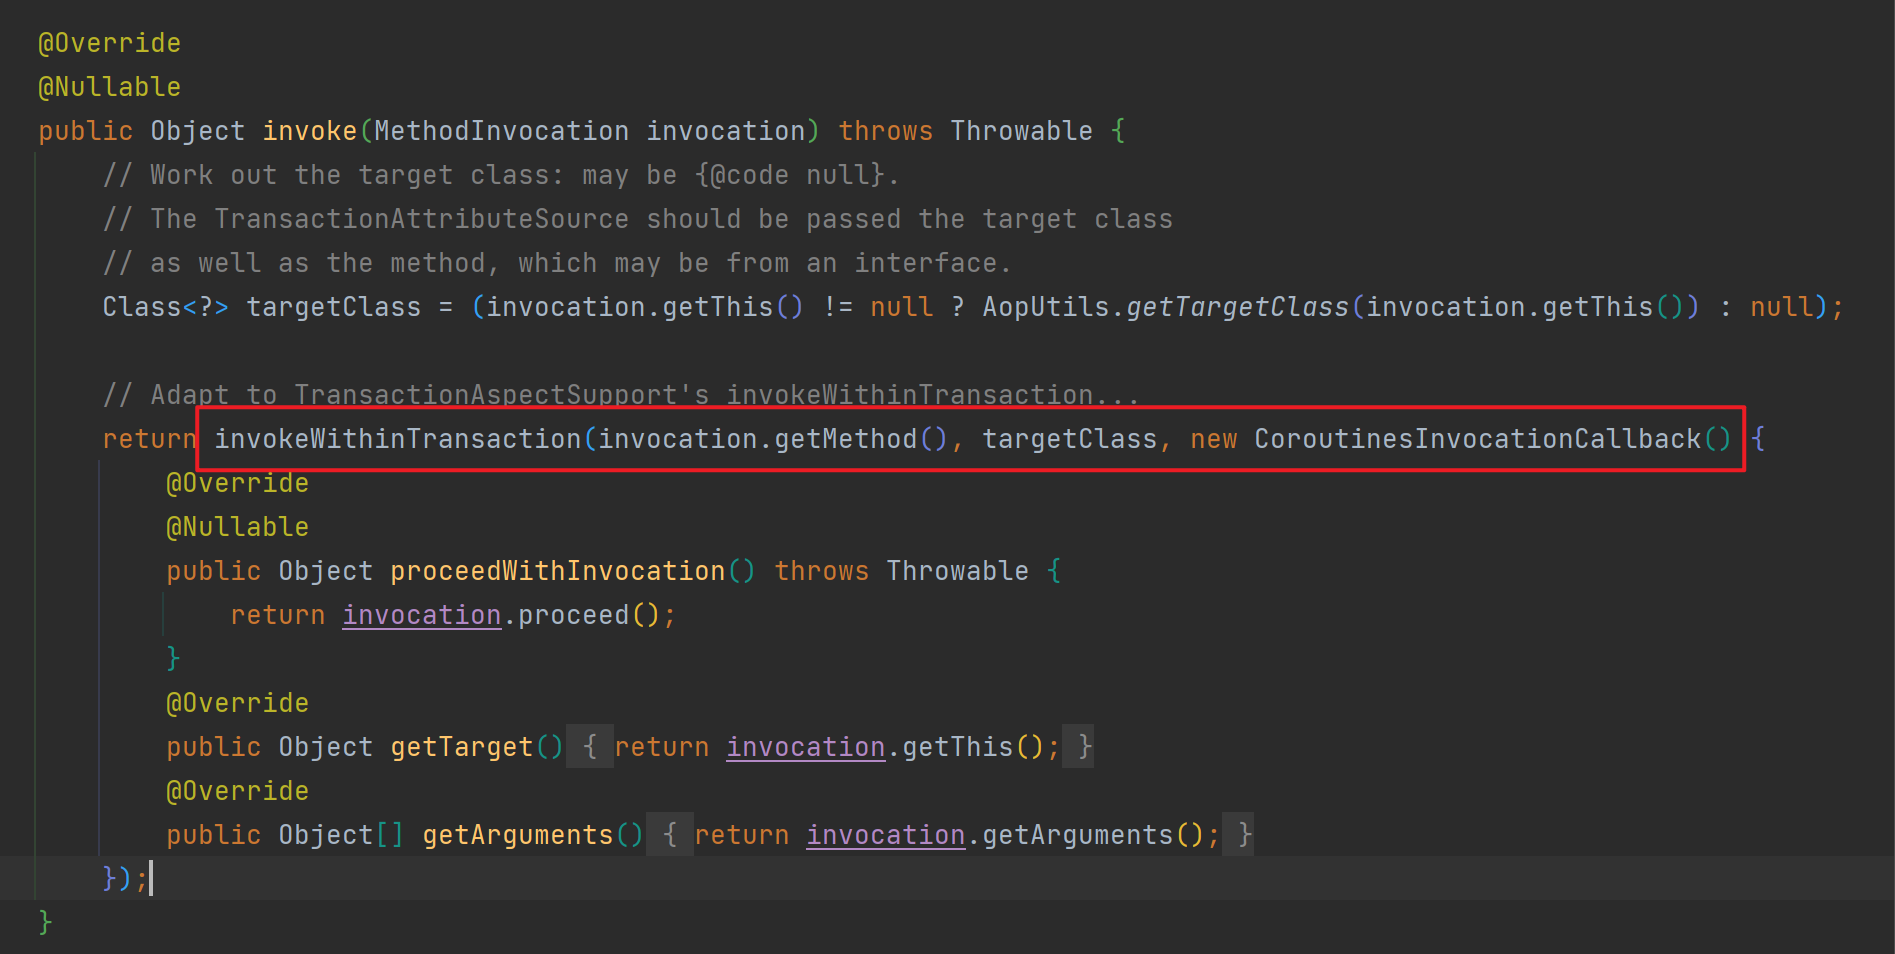 @Override
@Nullable
public Object invoke(MethodInvocation invocation) throws Throwable {
// Work out the target class: may be {@code null}.
// The TransactionAttributeSource should be passed the target class
// as well as the method, which may be from an interface.
Class<?> targetClass = (invocation.getThis() != null ? AopUtils.getTargetClass(invocation.getThis()) : null);
// Adapt to TransactionAspectSupport's invokeWithinTransaction...
return invokeWithinTransaction(invocation.getMethod(), targetClass, new CoroutinesInvocationCallback() {
@Override
@Nullable
public Object proceedWithInvocation() throws Throwable {
return invocation.proceed();
}
@Override
public Object getTarget() { return invocation.getThis(); }
@Override
public Object[] getArguments() { return invocation.getArguments(); }
});
}